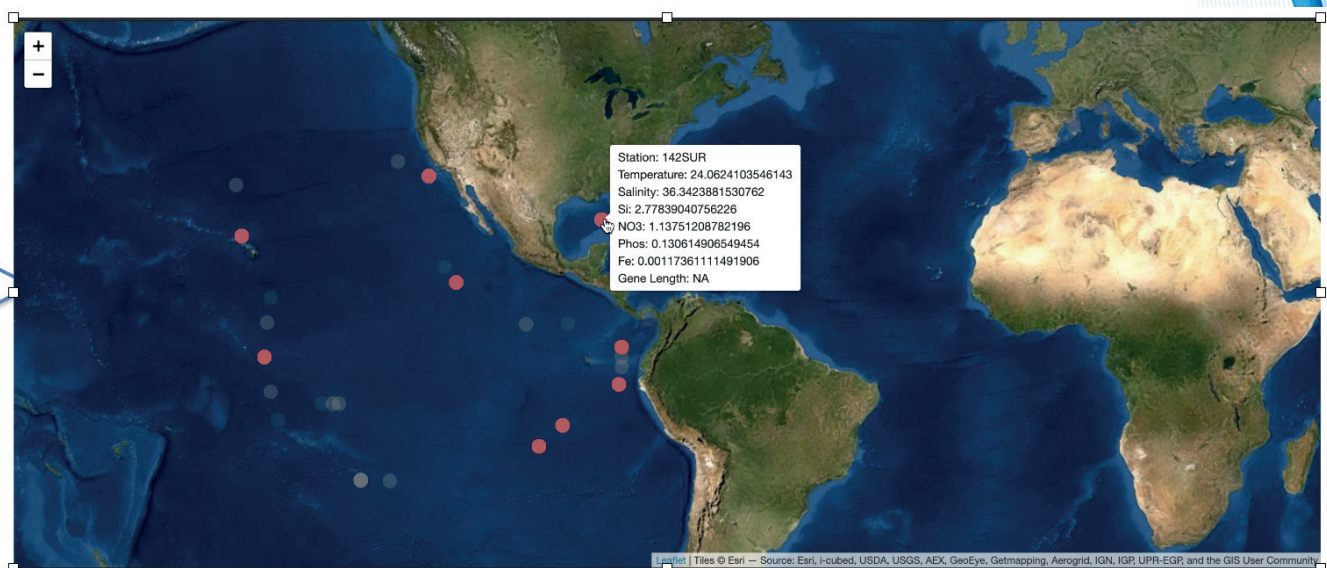 +
−
Station: 142SUR
Temperature: 24.0624103546143
Salinity: 36.3423881530762
Si: 2.77839040756226
NO3: 1.13751208782196
Phos: 0.130614906549454
Fe: 0.00117361111491906
Gene Length: NA
Leaflet | Tiles © Esri — Source: Esri, i-cubed, USDA, USGS, AEX, GeoEye, Getmapping, Aerogrid, IGN, IGP, UPR-EGP, and the GIS User Community